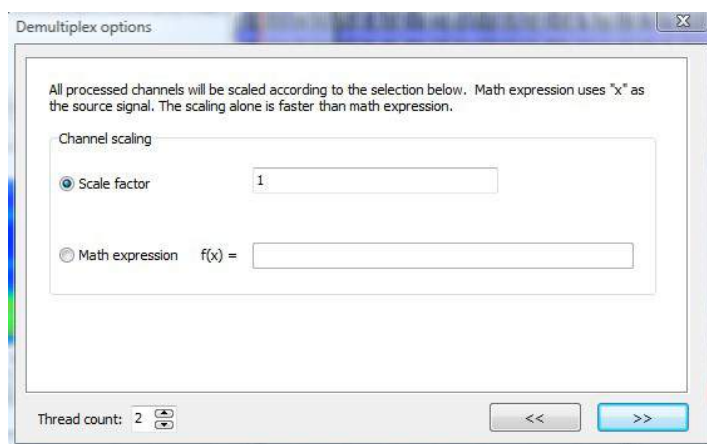 Demultiplex options
All processed channels will be scaled according to the selection below.  Math expression uses "x" as
the source signal. The scaling alone is faster than math expression.
Channel scaling
Scale factor 1
Math expression f(x) =
Thread count: 2 << >>